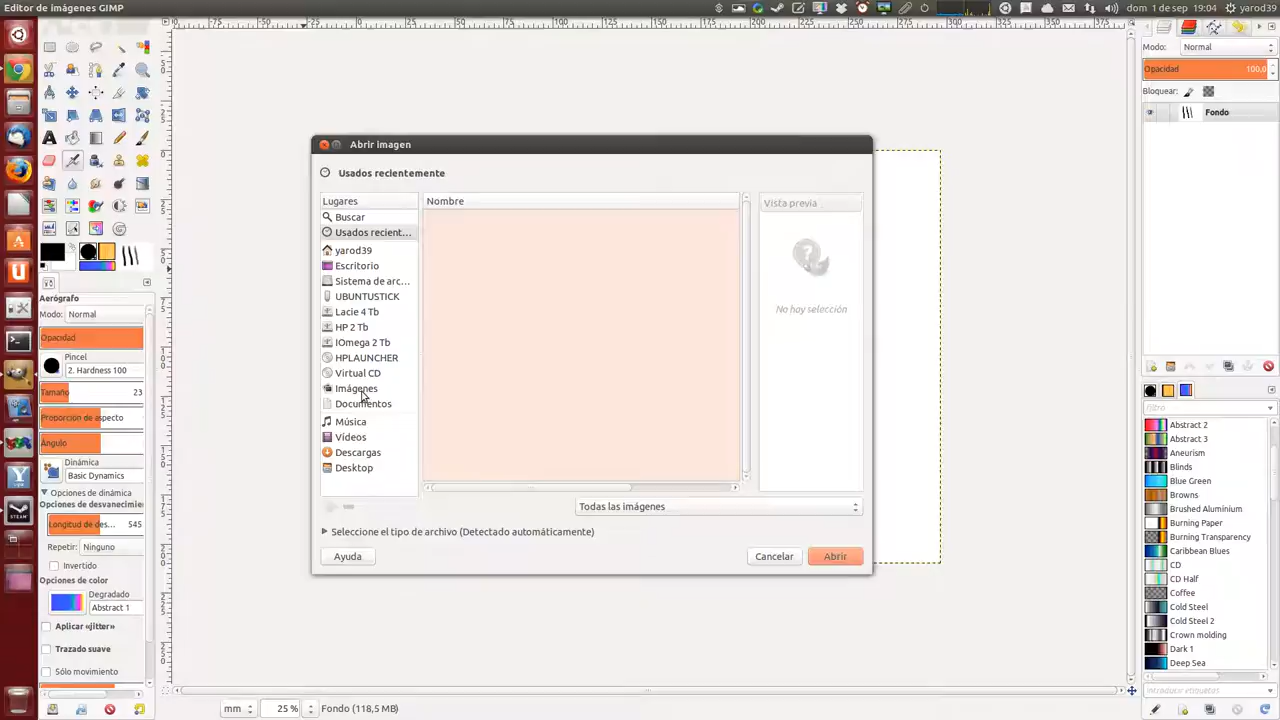 Editor de imágenes GIMP
dom 1 desep 19:04 yarod39
Modo: Normal
Opacidad 100,0
Bloquear:
Fondo
Abrir imagen
Usados recientemente
Lugares
Nombre
Vista previa
Buscar
Usados recient...
yarod39
Escritorio
Sistema de arc...
UBUNTUSTICK
Lacie 4 Tb
HP 2 Tb
IOmega 2 Tb
HPLAUNCHER
Virtual CD
Imágenes
Documentos
Música
Vídeos
Descargas
Desktop
No hay selección
Todas las imágenes
Seleccione el tipo de archivo (Detectado automáticamente)
Ayuda
Cancelar
Abrir
Aerógrafo
Modo: Normal
Opacidad
Pincel
2. Hardness 100
Tamaño 23
Proporción de aspecto
Ángulo
Dinámica
Basic Dynamics
Opciones de dinámica
Opciones de desvanecimien
Longitud de des... 545
Repetir: Ninguno
Invertido
Opciones de color
Degradado
Abstract 1
Aplicar «jitter»
Trazado suave
Sólo movimiento
Filtro
Abstract 2
Abstract 3
Aneurism
Blinds
Blue Green
Browns
Brushed Aluminium
Burning Paper
Burning Transparency
Caribbean Blues
CD
CD Half
Coffee
Cold Steel
Cold Steel 2
Crown molding
Dark 1
Deep Sea
introducir etiquetas
mm 25 % Fondo (118,5 MB)